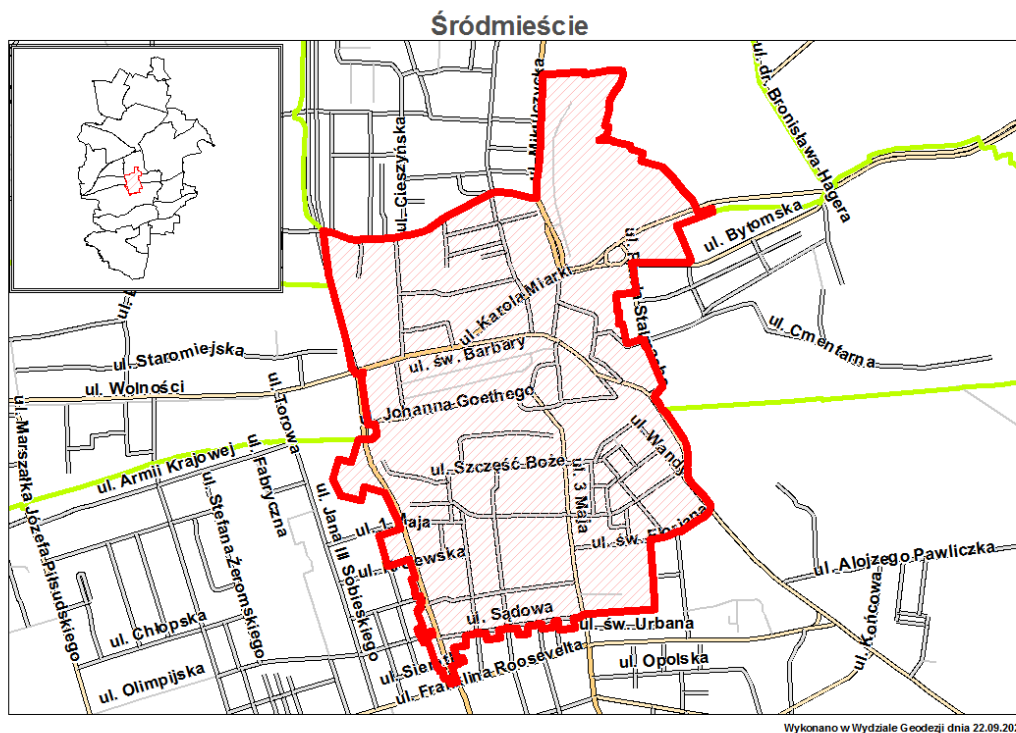 Śródmieście
ul. Cieszyńska
ul. Mikulczycka
ul. dr. Bronisława Hagera
ul. Bytomska
ul. Karola Miarki
ul. Cmentarna
ul. Staromiejska
ul. św. Barbary
ul. Wolności
Johanna Goethego
ul. Torowa
ul. Wandy
ul. Marszałka Józefa Piłsudskiego
ul. Armii Krajowej
ul. Fabryczna
ul. Szczęść Boże
ul. 3 Maja
ul. Stefana Żeromskiego
ul. Jana III Sobieskiego
ul. 1 Maja
ul. św. Floriana
ul. Alojzego Pawliczka
ul. Końcowa
ul. Chłopska
ul. Sądowa
ul. św. Urbana
ul. Olimpijska
ul. Franklina Roosevelta
ul. Opolska
Wykonano w Wydziale Geodezji dnia 22.09.202